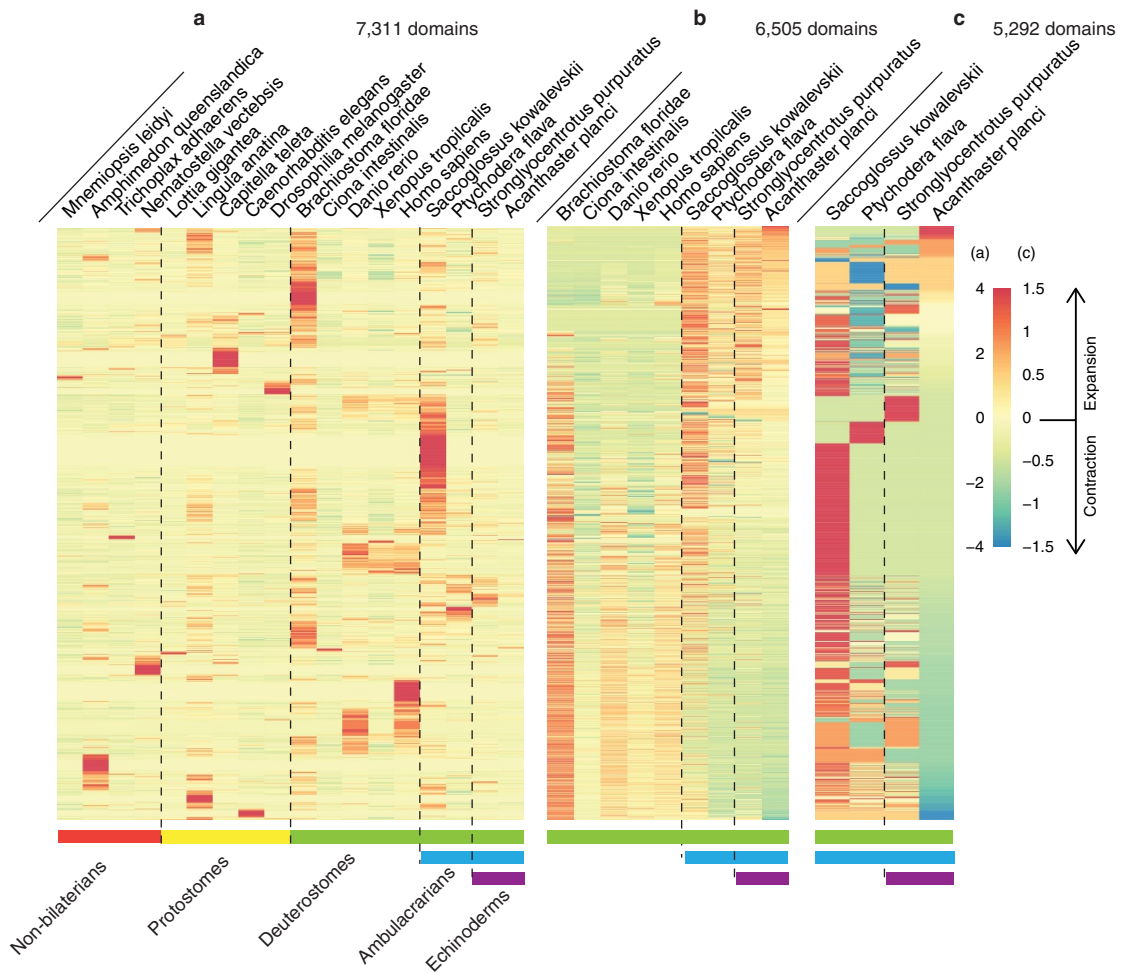 a
7,311 domains
b
6,505 domains
c
5,292 domains
Mnemiopsis leidyi
Amphimedon queenslandica
Trichoplax adhaerens
Nematostella vectebsis
Lottia gigantea
Lingula anatina
Capitella teleta
Caenorhabditis elegans
Drosophilia melanogaster
Brachiostoma floridae
Ciona intestinalis
Danio rerio
Xenopus tropilcalis
Homo sapiens
Saccoglossus kowalevskii
Ptychodera flava
Stronglyocentrotus purpuratus
Acanthaster planci
Brachiostoma floridae
Ciona intestinalis
Danio rerio
Xenopus tropilcalis
Homo sapiens
Saccoglossus kowalevskii
Ptychodera flava
Stronglyocentrotus purpuratus
Acanthaster planci
Saccoglossus kowalevskii
Ptychodera flava
Stronglyocentrotus purpuratus
Acanthaster planci
(a) (c)
4 1.5
1
2
0.5
0 0
−0.5
−2
−1
−4 −1.5
Expansion
Contraction
Non-bilaterians
Protostomes
Deuterostomes
Ambulacrarians
Echinoderms